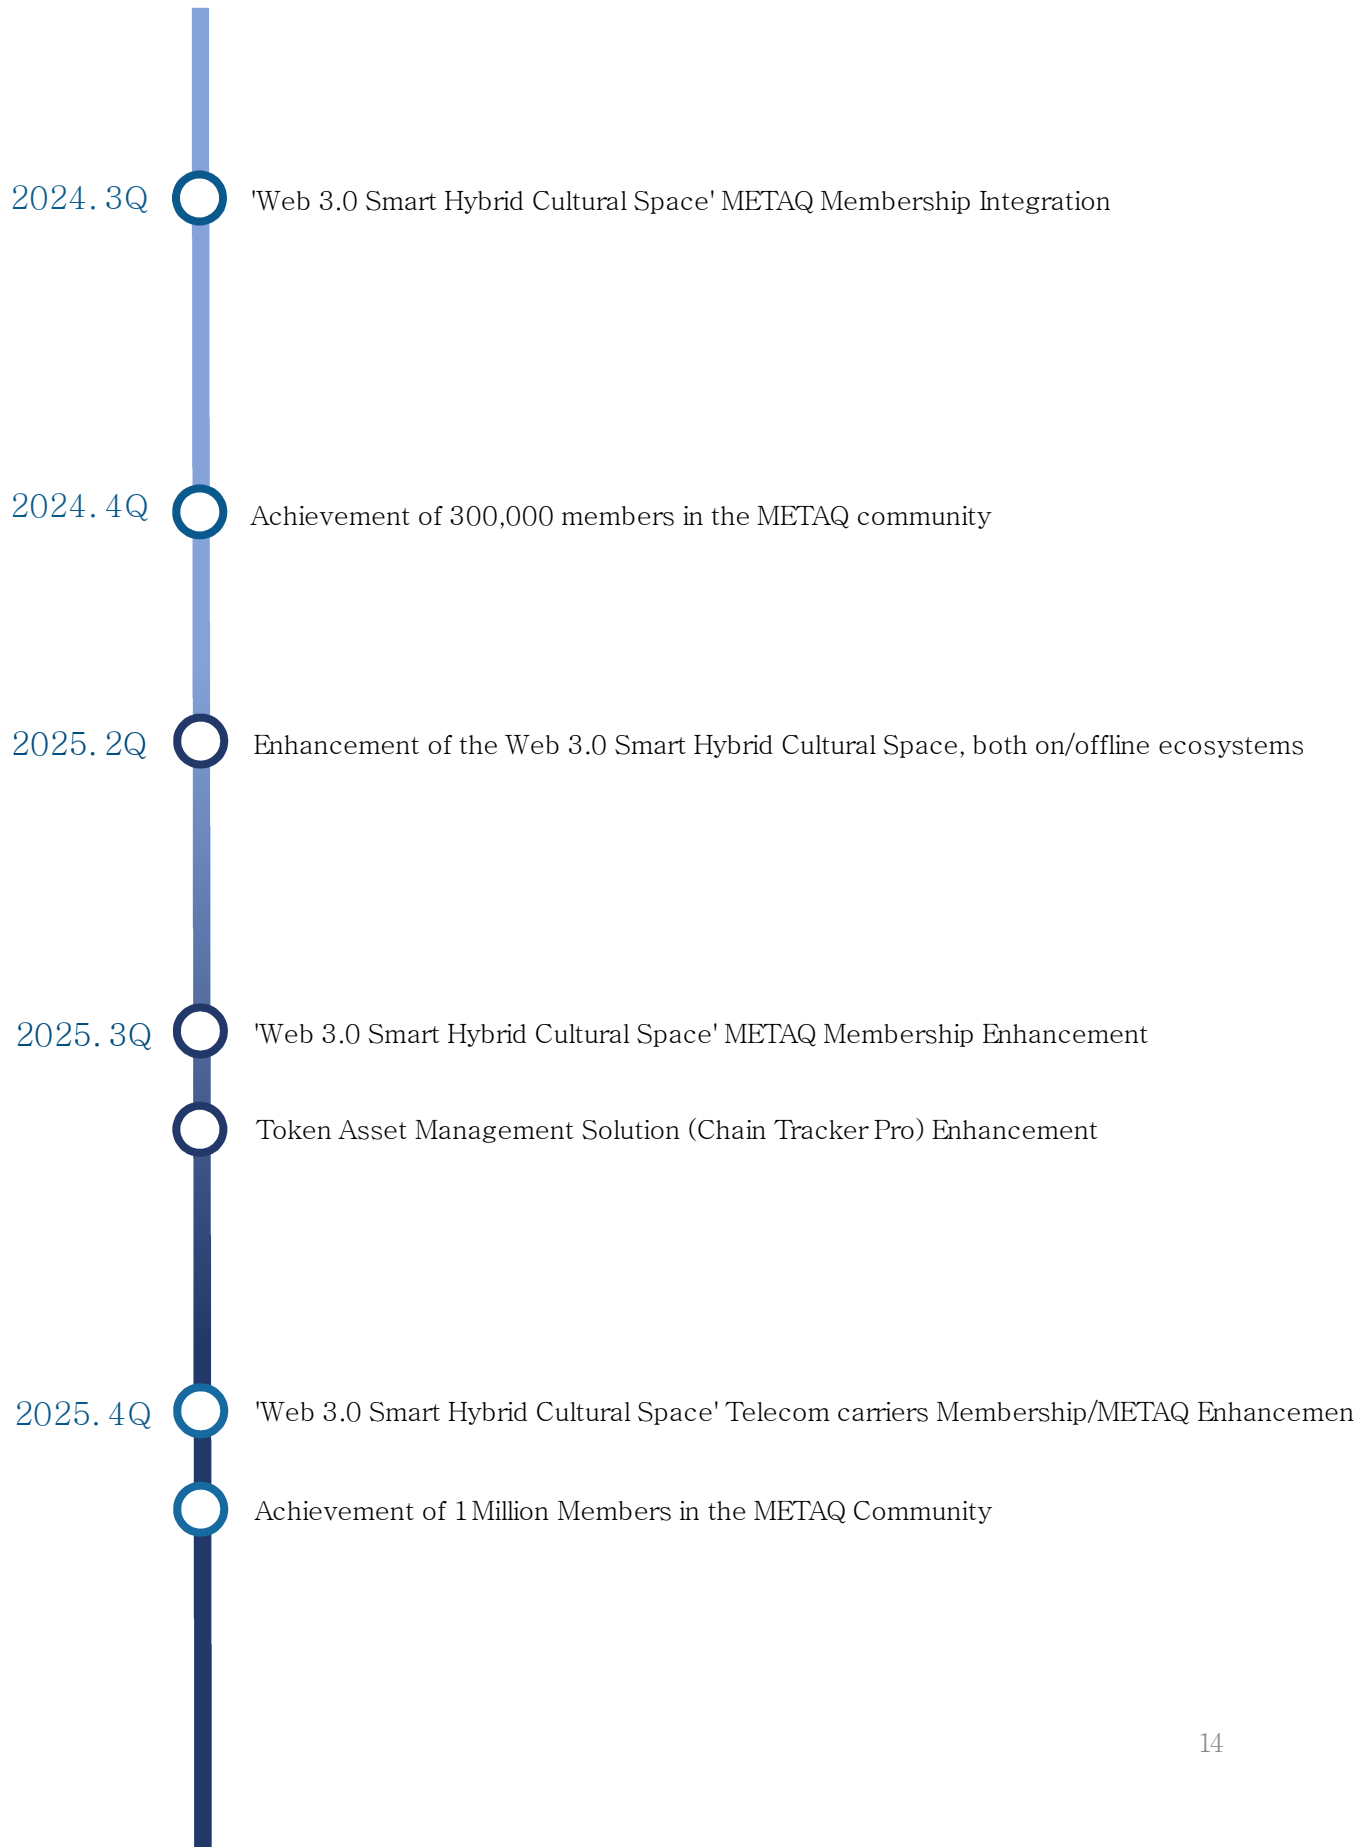 2024. 3Q 'Web 3.0 Smart Hybrid Cultural Space' METAQ Membership Integration
2024. 4Q Achievement of 300,000 members in the METAQ community
2025. 2Q Enhancement of the Web 3.0 Smart Hybrid Cultural Space, both on/offline ecosystems
2025. 3Q 'Web 3.0 Smart Hybrid Cultural Space' METAQ Membership Enhancement
Token Asset Management Solution (Chain Tracker Pro) Enhancement
2025. 4Q 'Web 3.0 Smart Hybrid Cultural Space' Telecom carriers Membership/METAQ Enhancemen
Achievement of 1 Million Members in the METAQ Community
14